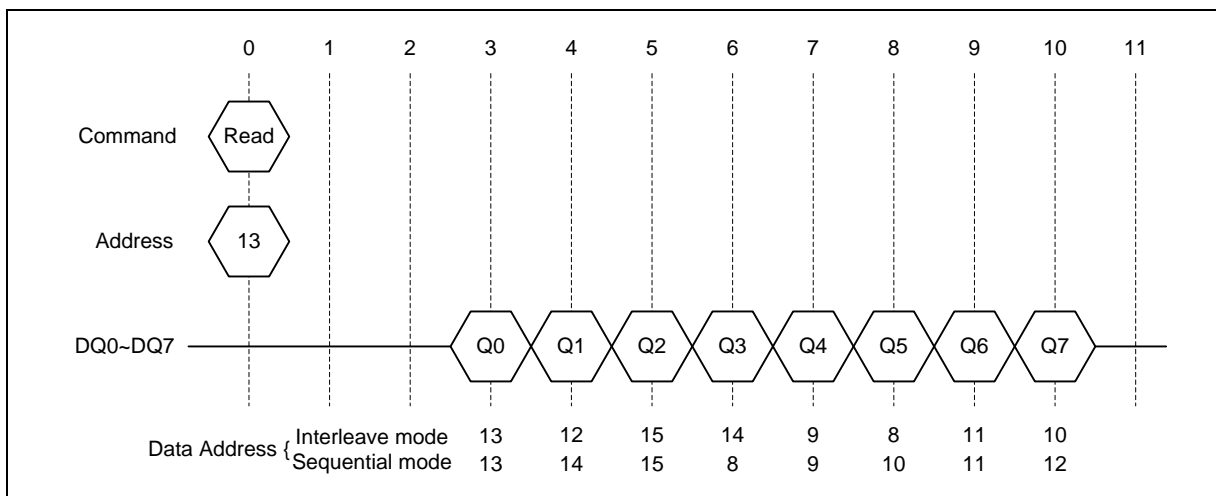 0 1 2 3 4 5 6 7 8 9 10 11
Command Read
Address 13
DQ0~DQ7 Q0 Q1 Q2 Q3 Q4 Q5 Q6 Q7
Data Address { Interleave mode 13 12 15 14 9 8 11 10
Sequential mode 13 14 15 8 9 10 11 12